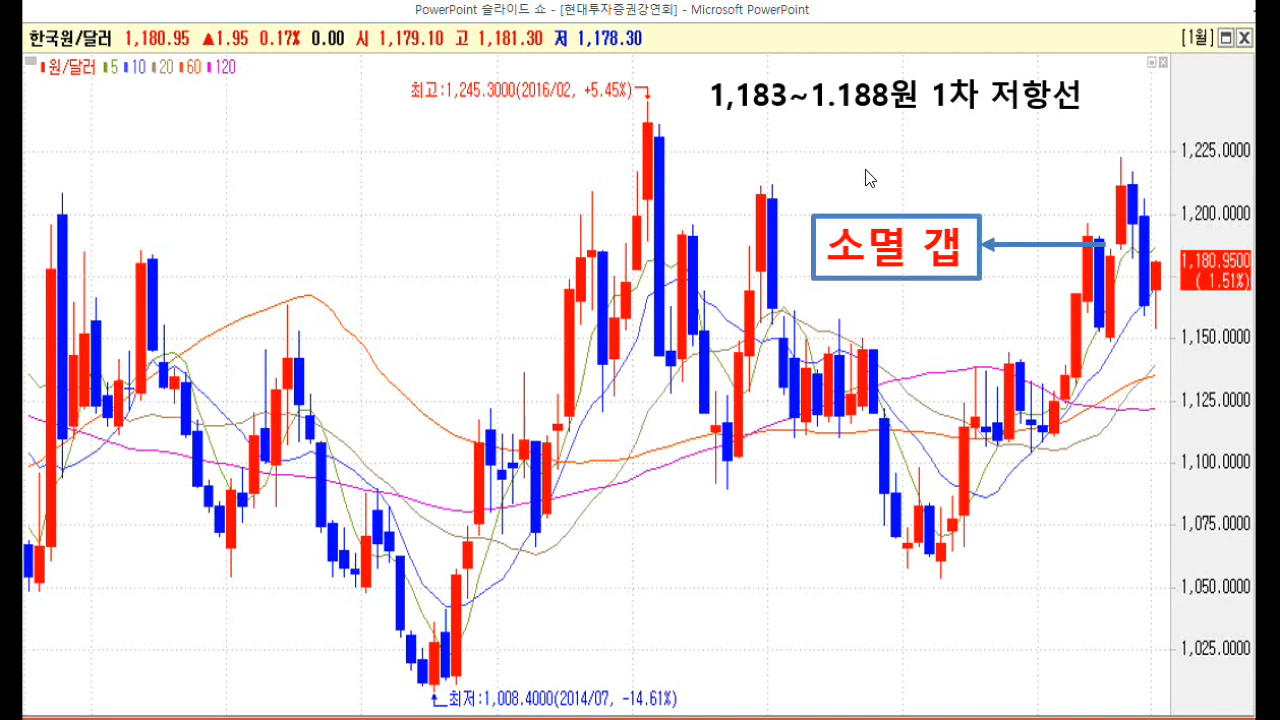 PowerPoint 슬라이드 쇼 - [현대투자증권강연회] - Microsoft PowerPoint
한국원/달러 1,180.95 ▲1.95 0.17% 0.00 시 1,179.10 고 1,181.30 저 1,178.30 [1월]
원/달러 5 10 20 60 120
최고:1,245.3000(2016/02, +5.45%)
1,183~1.188원 1차 저항선
1,225.0000
1,200.0000
소멸 갭
1,180.9500
( 1.51%)
1,150.0000
1,125.0000
1,100.0000
1,075.0000
1,050.0000
1,025.0000
최저:1,008.4000(2014/07, -14.61%)